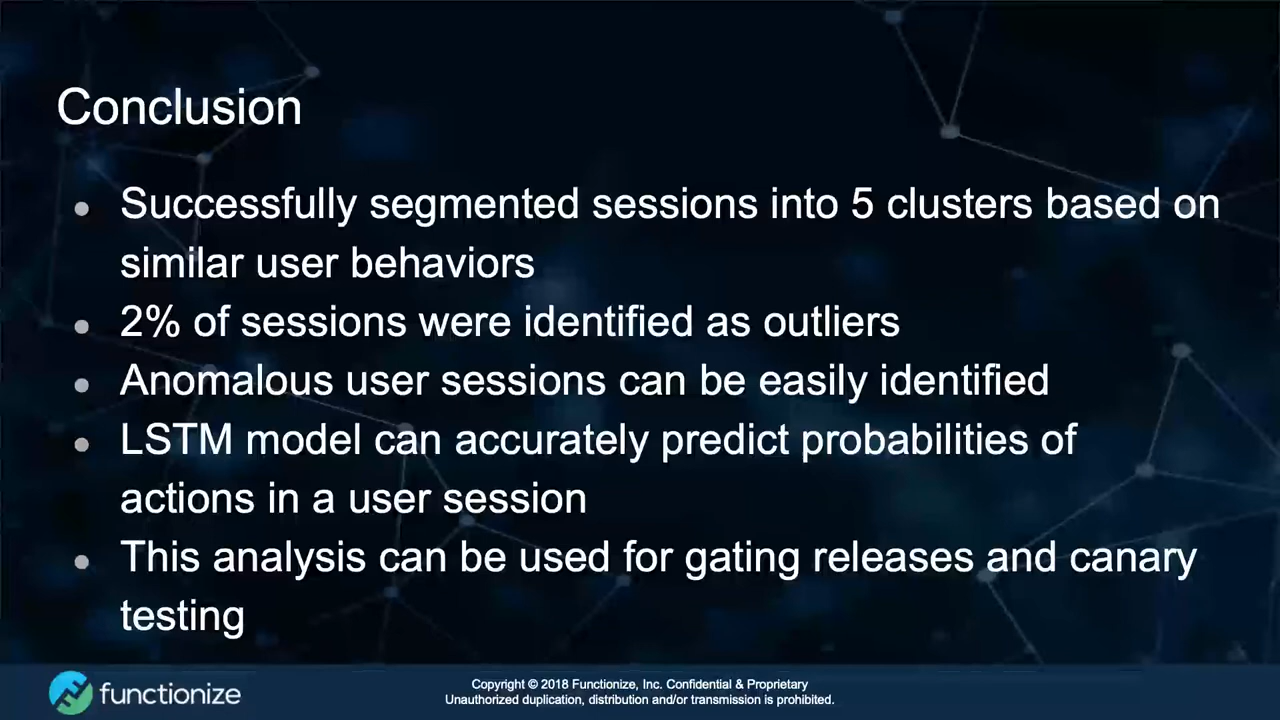 Conclusion
● Successfully segmented sessions into 5 clusters based on
similar user behaviors
● 2% of sessions were identified as outliers
● Anomalous user sessions can be easily identified
● LSTM model can accurately predict probabilities of
actions in a user session
● This analysis can be used for gating releases and canary
testing
functionize
Copyright © 2018 Functionize, Inc. Confidential & Proprietary
Unauthorized duplication, distribution and/or transmission is prohibited.